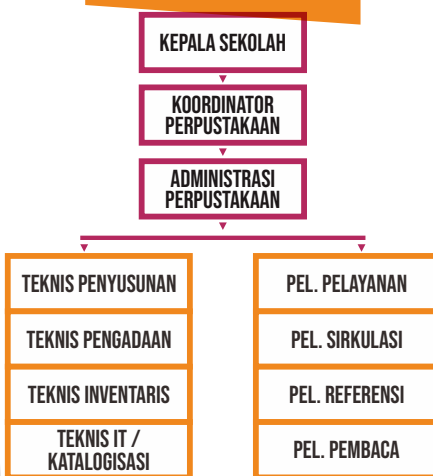 KEPALA SEKOLAH
KOORDINATOR
PERPUSTAKAAN
ADMINISTRASI
PERPUSTAKAAN
TEKNIS PENYUSUNAN
TEKNIS PENGADAAN
TEKNIS INVENTARIS
TEKNIS IT /
KATALOGISASI
PEL. PELAYANAN
PEL. SIRKULASI
PEL. REFERENSI
PEL. PEMBACA